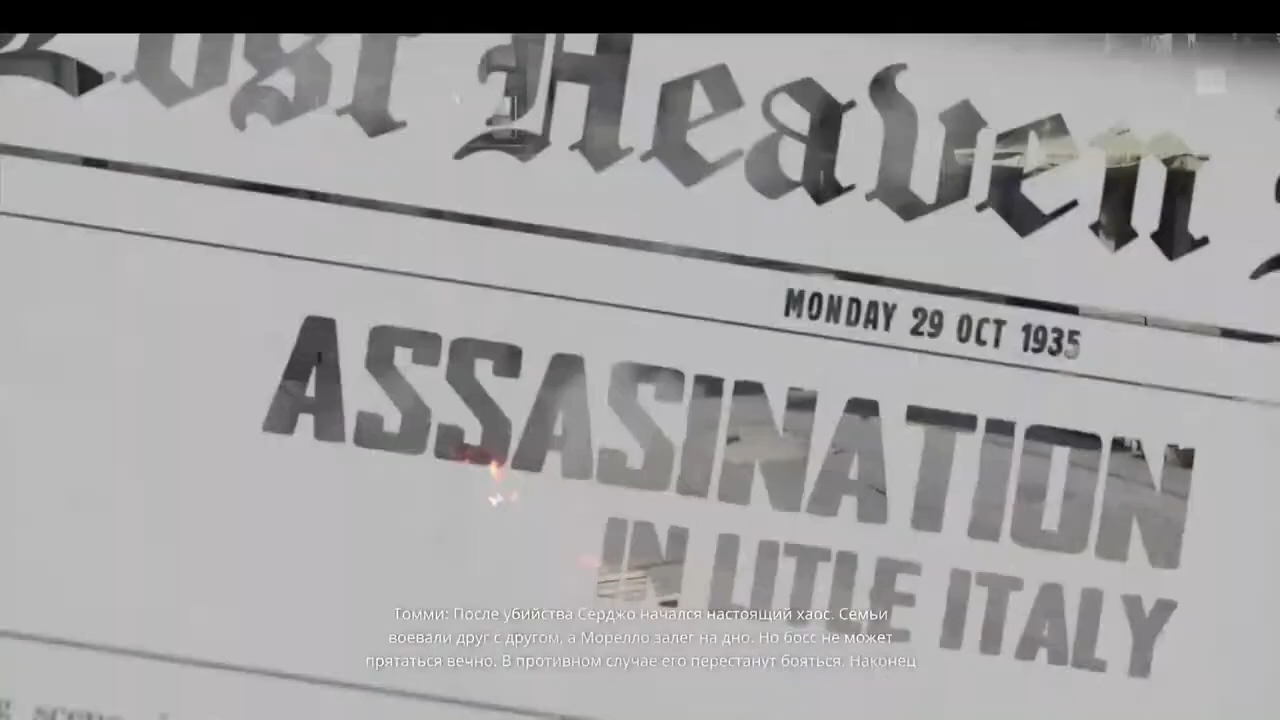 Lost Heaven
MONDAY 29 OCT 1935
ASSASINATION
IN LITLE ITALY
Томми: После убийства Серджо начался настоящий хаос. Семьи
воевали друг с другом, а Морелло залег на дно. Но босс не может
прятаться вечно. В противном случае его перестанут бояться. Наконец